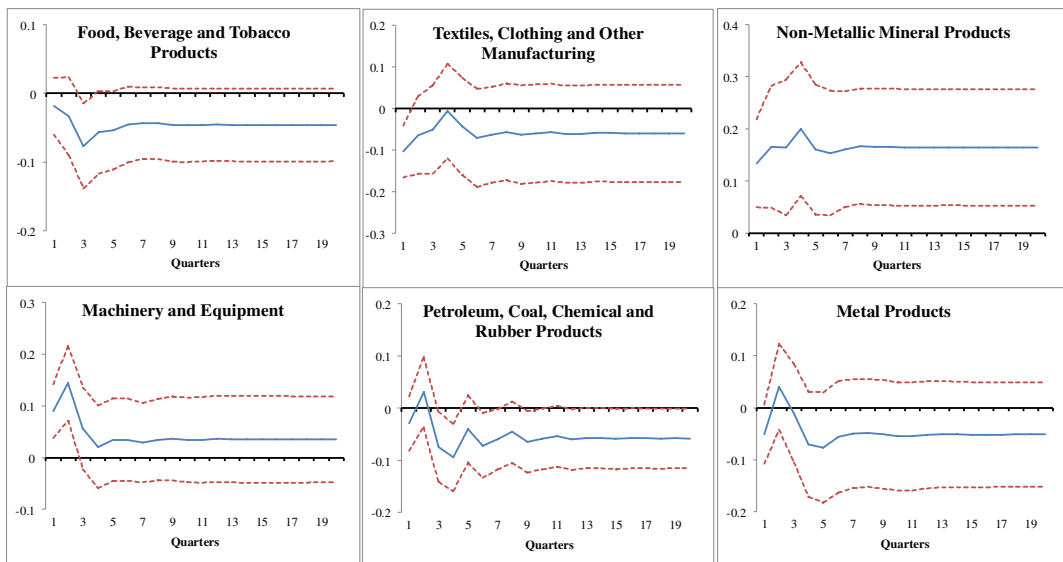 Food, Beverage and Tobacco
Products
0.1
0
-0.1
-0.2
1 3 5 7 9 11 13 15 17 19
Quarters
Textiles, Clothing and Other
Manufacturing
0.2
0.1
0
-0.1
-0.2
-0.3
1 3 5 7 9 11 13 15 17 19
Quarters
Non-Metallic Mineral Products
0.4
0.3
0.2
0.1
0
1 3 5 7 9 11 13 15 17 19
Quarters
Machinery and Equipment
0.3
0.2
0.1
0
-0.1
1 3 5 7 9 11 13 15 17 19
Quarters
Petroleum, Coal, Chemical and
Rubber Products
0.2
0.1
0
-0.1
-0.2
1 3 5 7 9 11 13 15 17 19
Quarters
Metal Products
0.2
0.1
0
-0.1
-0.2
1 3 5 7 9 11 13 15 17 19
Quarters